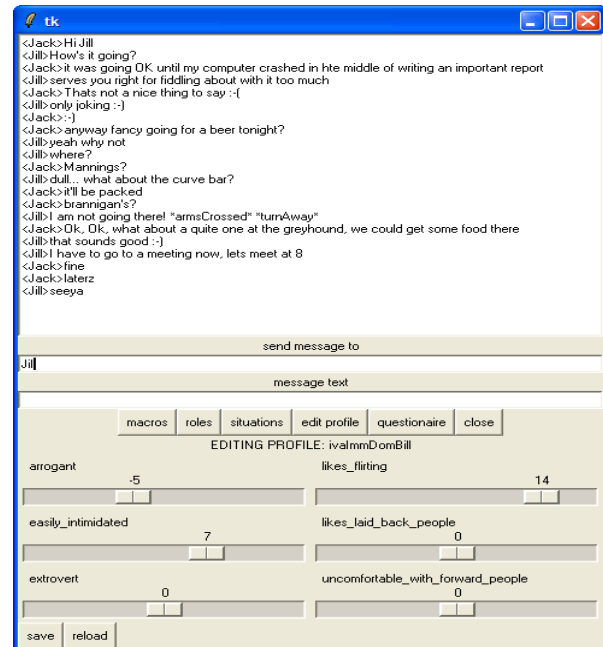 tk
<Jack>Hi Jill
<Jill>How's it going?
<Jack>it was going OK until my computer crashed in hte middle of writing an important report
<Jill>serves you right for fiddling about with it too much
<Jack>Thats not a nice thing to say :-(
<Jill>only joking :-)
<Jack>:-)
<Jack>anyway fancy going for a beer tonight?
<Jill>yeah why not
<Jill>where?
<Jack>Mannings?
<Jill>dull... what about the curve bar?
<Jack>it'll be packed
<Jack>brannigan's?
<Jill>I am not going there! *armsCrossed* *turnAway*
<Jack>Ok, Ok, what about a quite one at the greyhound, we could get some food there
<Jill>that sounds good :-)
<Jill>I have to go to a meeting now, lets meet at 8
<Jack>fine
<Jack>laterz
<Jill>seeya
send message to
Jil
message text
macros roles situations edit profile questionaire close
EDITING PROFILE: ivalmmDomBill
arrogant likes_flirting
-5 14
easily_intimidated likes_laid_back_people
7 0
extrovert uncomfortable_with_forward_people
0 0
save reload